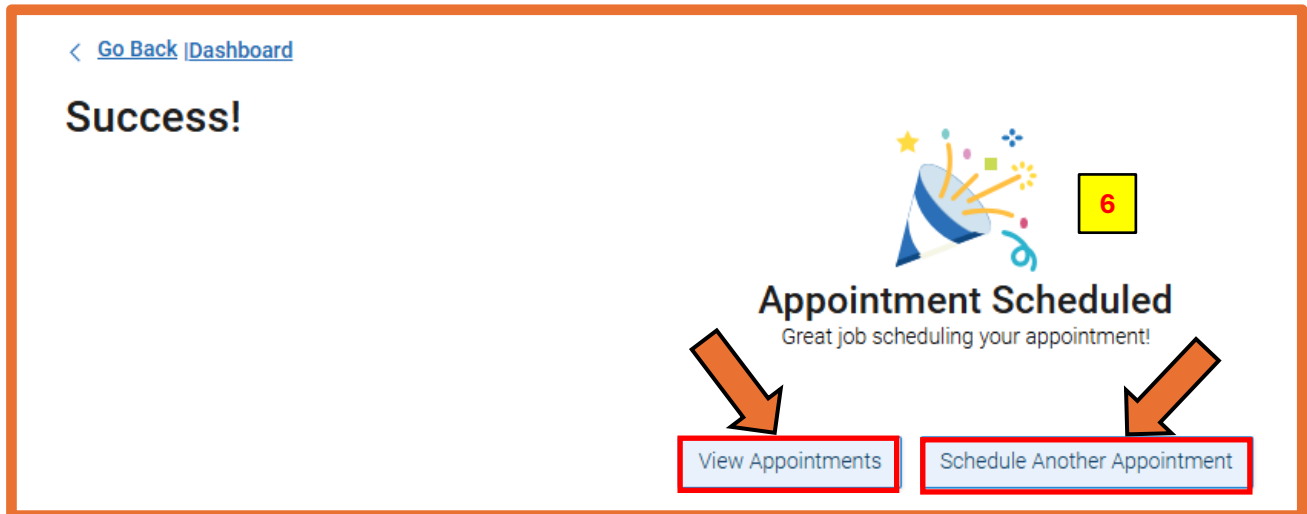 < Go Back |Dashboard
Success!
6
Appointment Scheduled
Great job scheduling your appointment!
View Appointments
Schedule Another Appointment